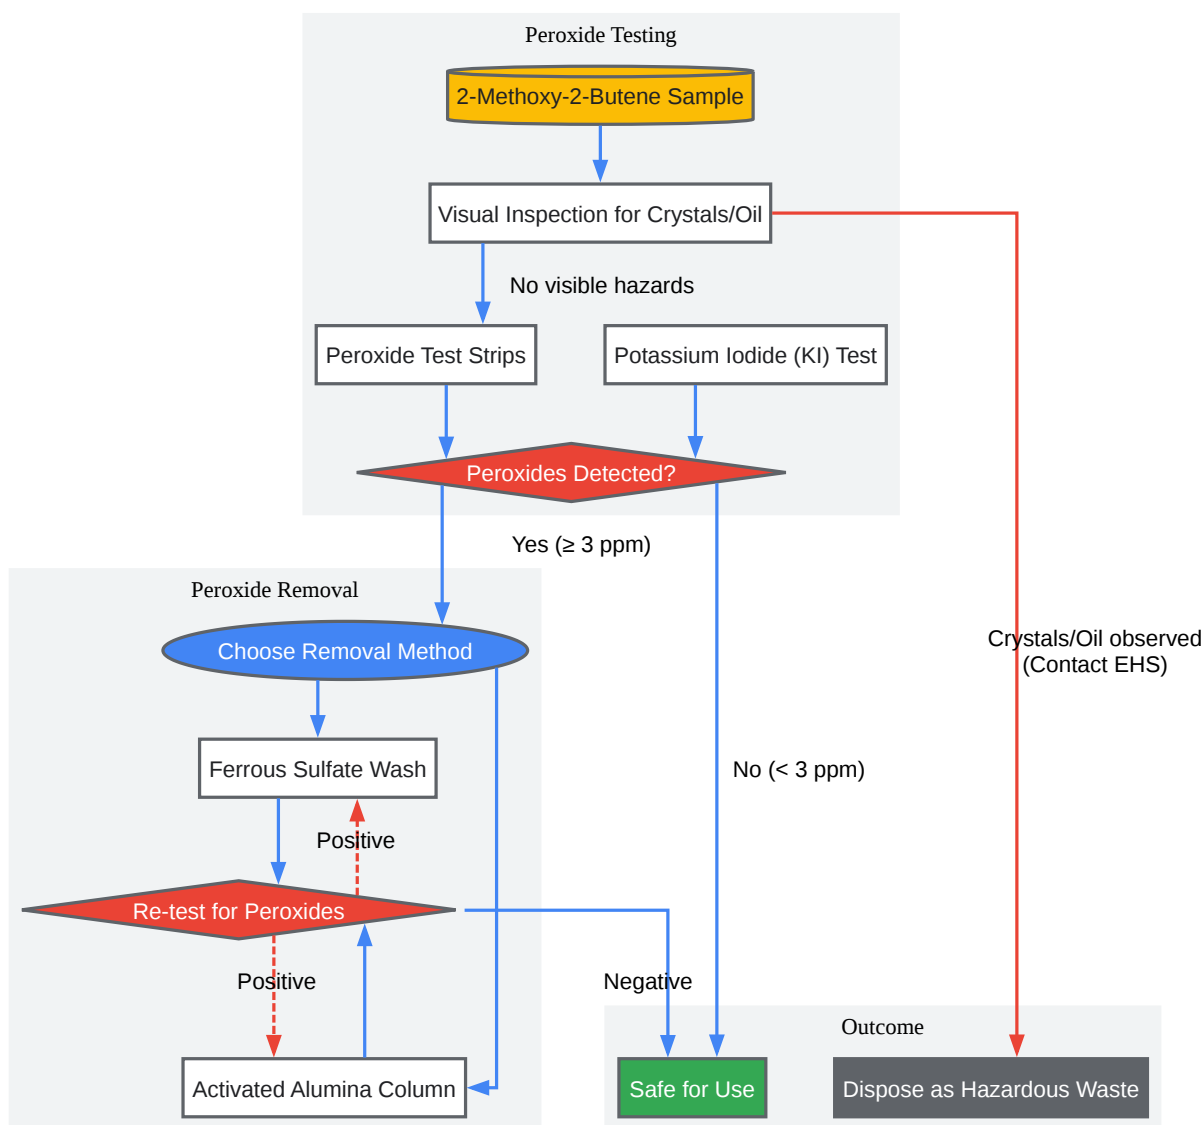 Peroxide Testing
2-Methoxy-2-Butene Sample
Visual Inspection for Crystals/Oil
No visible hazards
Peroxide Test Strips
Potassium Iodide (KI) Test
Peroxides Detected?
Yes (≥ 3 ppm)
Peroxide Removal
Choose Removal Method
Crystals/Oil observed
(Contact EHS)
Ferrous Sulfate Wash
No (< 3 ppm)
Positive
Re-test for Peroxides
Positive
Negative
Outcome
Activated Alumina Column
Safe for Use
Dispose as Hazardous Waste